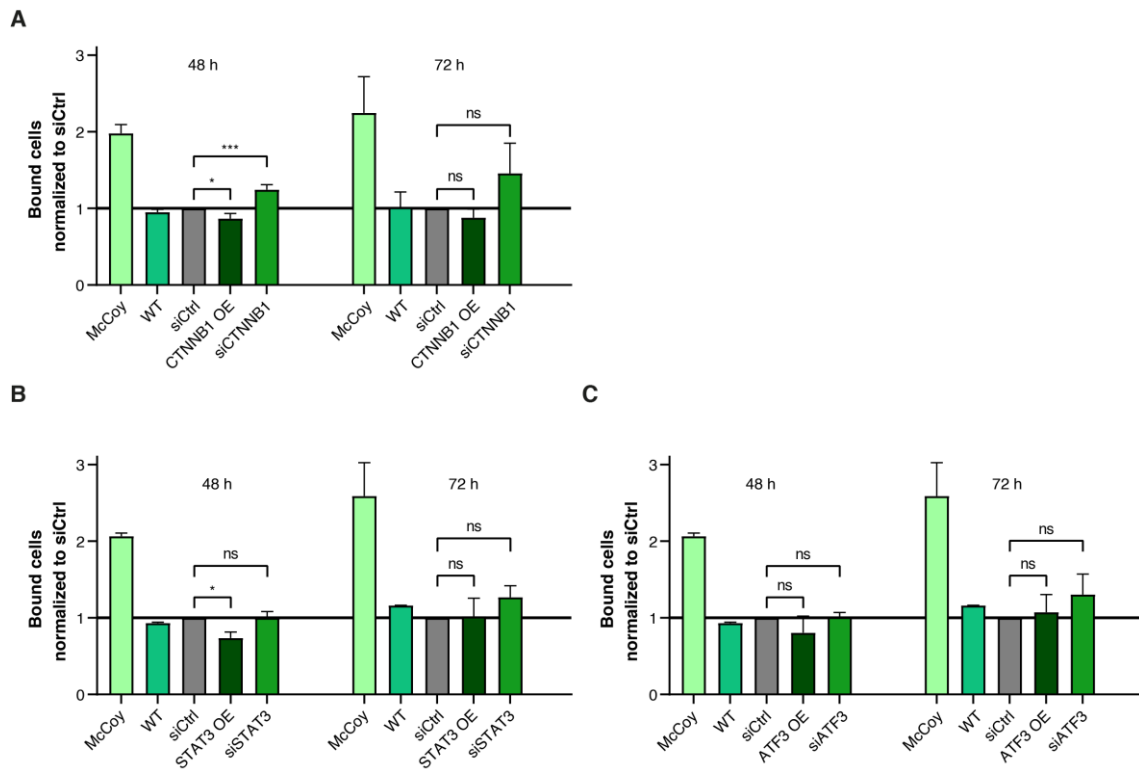 A
Bound cells
normalized to siCtrl
3
2
1
0
48 h
72 h
***
*
ns
ns
McCoy
WT
siCtrl
CTNNB1 OE
siCTNNB1
McCoy
WT
siCtrl
CTNNB1 OE
siCTNNB1
B
Bound cells
normalized to siCtrl
3
2
1
0
48 h
72 h
ns
*
ns
ns
McCoy
WT
siCtrl
STAT3 OE
siSTAT3
McCoy
WT
siCtrl
STAT3 OE
siSTAT3
C
Bound cells
normalized to siCtrl
3
2
1
0
48 h
72 h
ns
ns
ns
ns
McCoy
WT
siCtrl
ATF3 OE
siATF3
McCoy
WT
siCtrl
ATF3 OE
siATF3